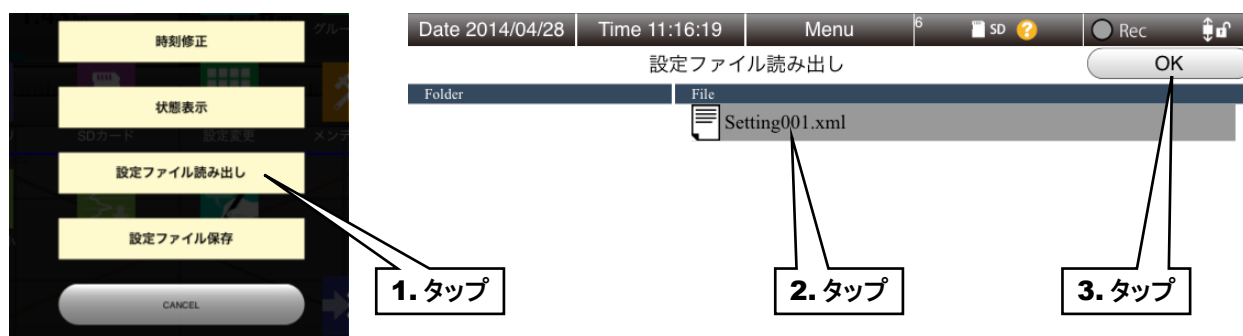 時刻修正
状態表示
SDカード
設定変更
メンテ
設定ファイル読み出し
設定ファイル保存
CANCEL
1. タップ
Date 2014/04/28 Time 11:16:19 Menu 6 SD ? Rec
設定ファイル読み出し OK
Folder File
Setting001.xml
2. タップ
3. タップ